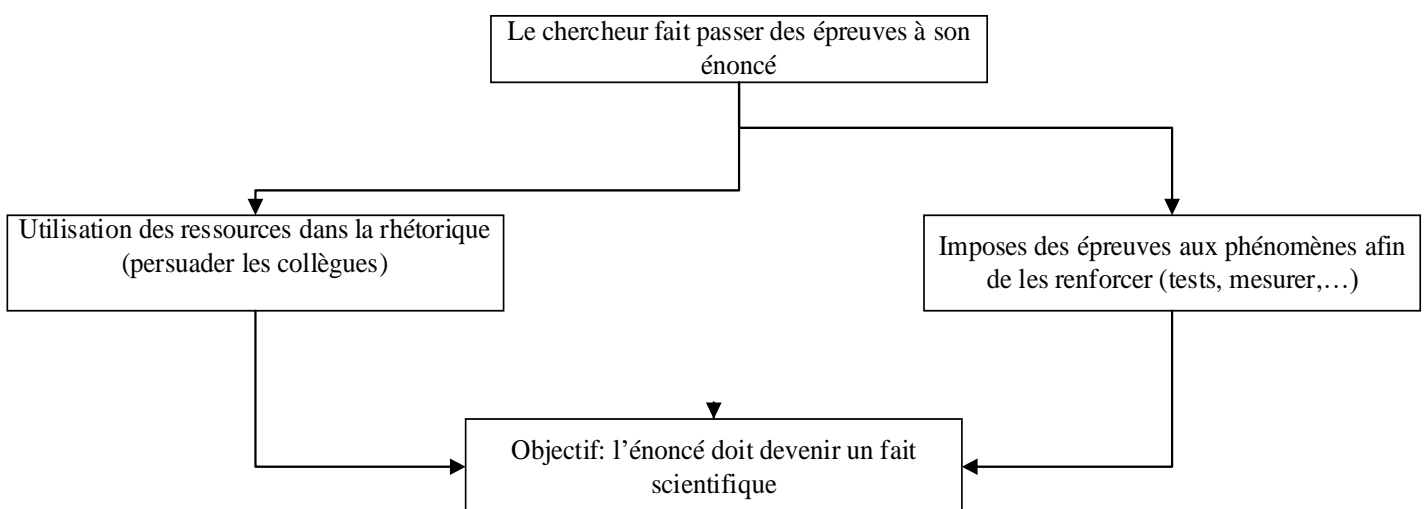 Le chercheur fait passer des épreuves à son
énoncé
Utilisation des ressources dans la rhétorique
(persuader les collègues)
Imposes des épreuves aux phénomènes afin
de les renforcer (tests, mesurer,…)
Objectif: l’énoncé doit devenir un fait
scientifique